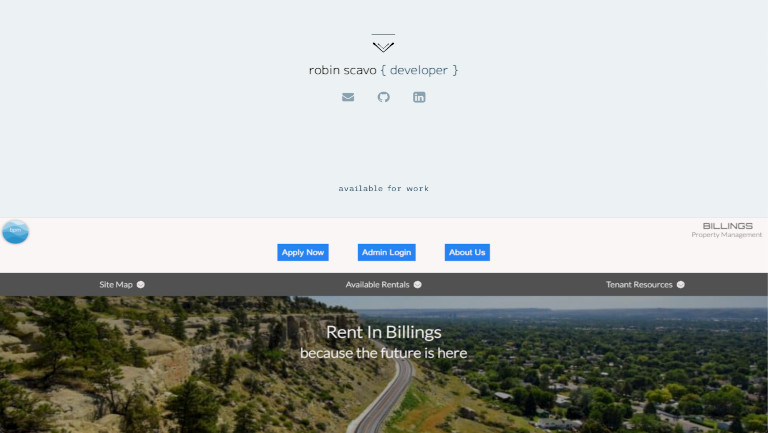 robin scavo { developer }
available for work
BILLINGS
Property Management
Apply Now
Admin Login
About Us
Site Map
Available Rentals
Tenant Resources
Rent In Billings
because the future is here